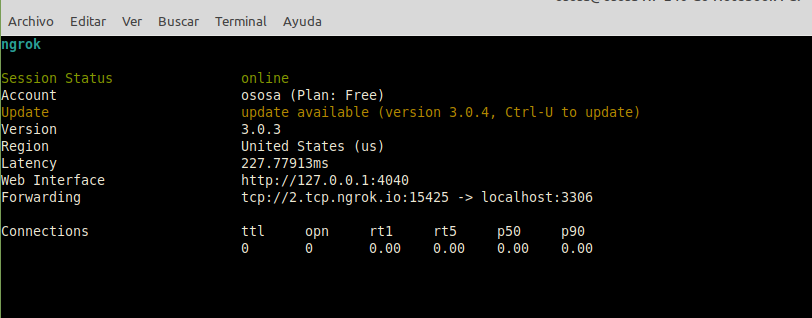 Archivo Editar Ver Buscar Terminal Ayuda
ngrok
Session Status online
Account ososa (Plan: Free)
Update update available (version 3.0.4, Ctrl-U to update)
Version 3.0.3
Region United States (us)
Latency 227.77913ms
Web Interface http://127.0.0.1:4040
Forwarding tcp://2.tcp.ngrok.io:15425 -> localhost:3306
Connections ttl opn rt1 rt5 p50 p90
0 0 0.00 0.00 0.00 0.00